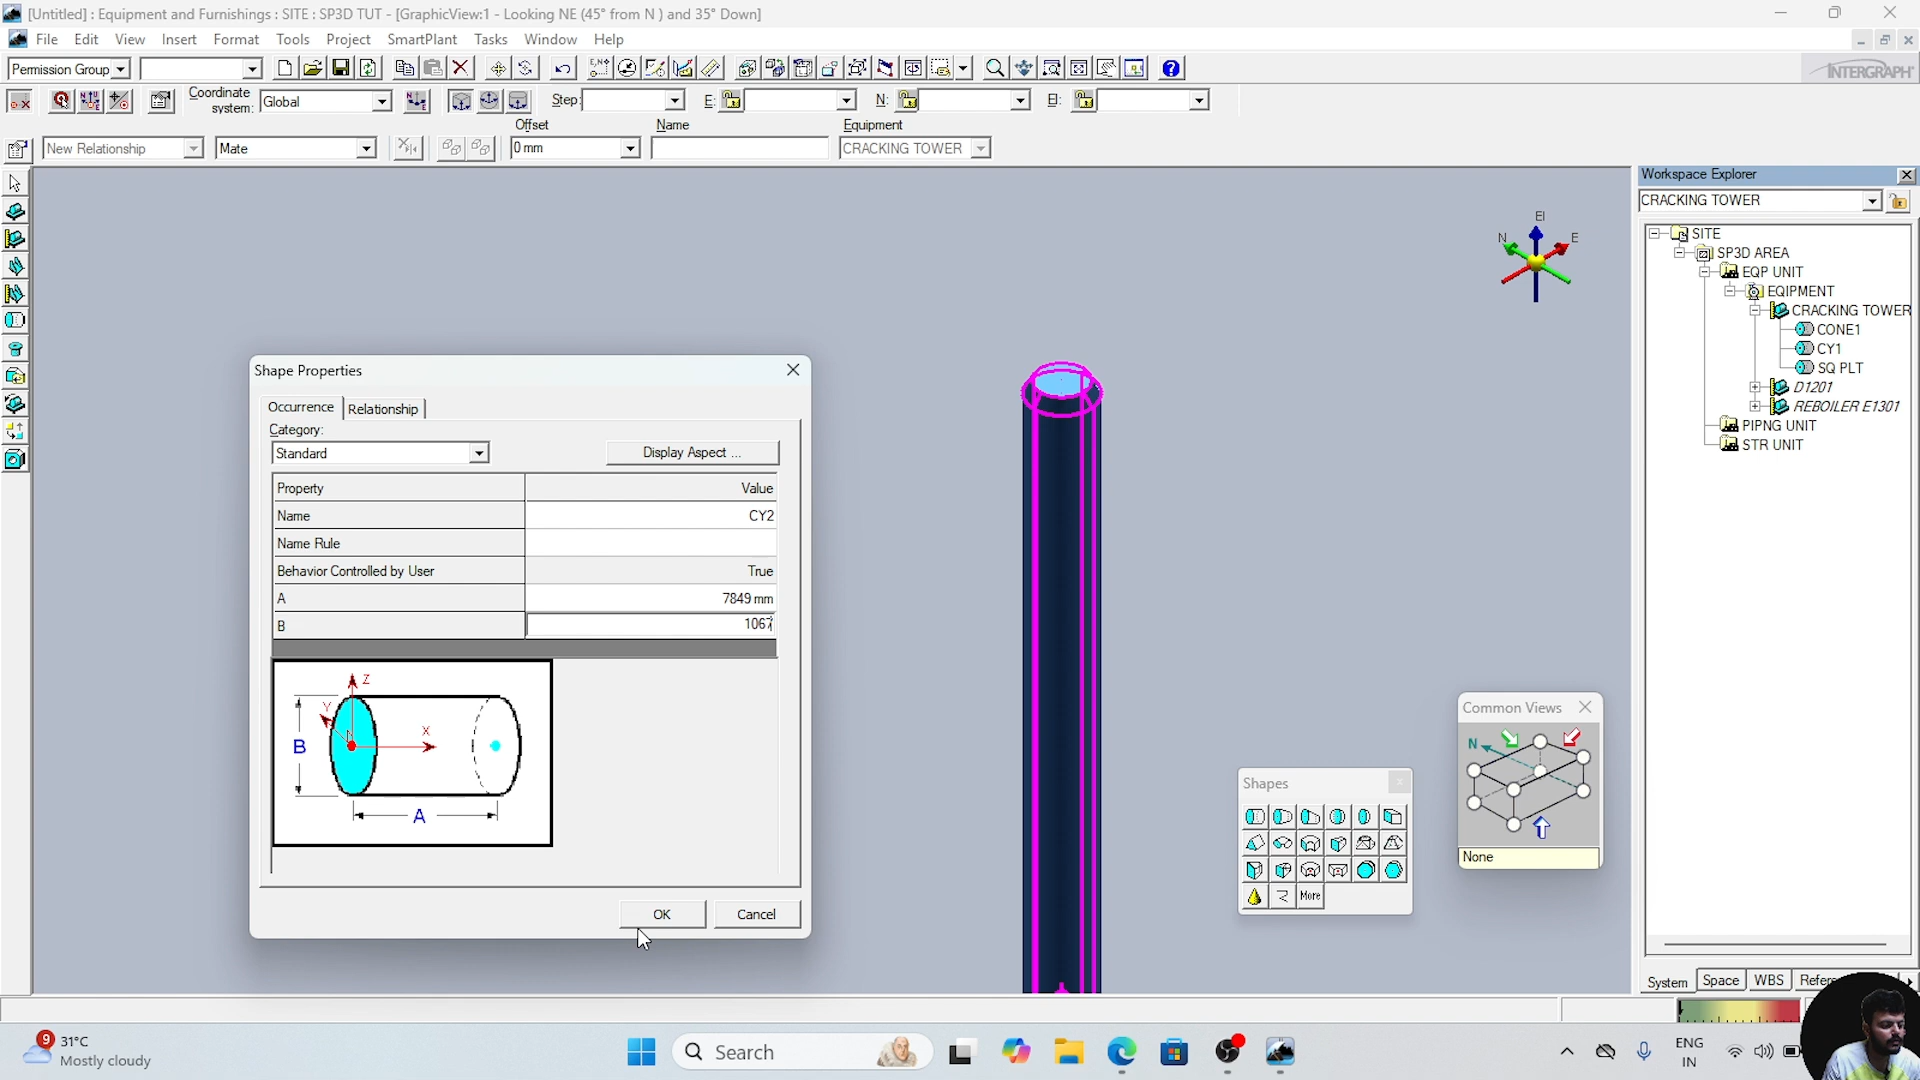 [Untitled] : Equipment and Furnishings : SITE : SP3D TUT - [GraphicView:1 - Looking NE (45° from N ) and 35° Down]
File Edit View Insert Format Tools Project SmartPlant Tasks Window Help
Permission Group
INTERGRAPH
Coordinate system: Global Step: E: N: El:
Offset Name Equipment
New Relationship Mate 0 mm CRACKING TOWER
Workspace Explorer
CRACKING TOWER
SITE
SP3D AREA
EQP UNIT
EQIPMENT
CRACKING TOWER
CONE1
CY1
SQ PLT
D1201
REBOILER E1301
PIPNG UNIT
STR UNIT
El
N E
Shape Properties
Occurrence Relationship
Category:
Standard Display Aspect ...
Property Value
Name CY2
Name Rule
Behavior Controlled by User True
A 7849 mm
B 1067
Z
Y
X
B
A
OK Cancel
Shapes
More
Common Views
N
None
System Space WBS Refer
9 31°C
Mostly cloudy
Search
ENG
IN